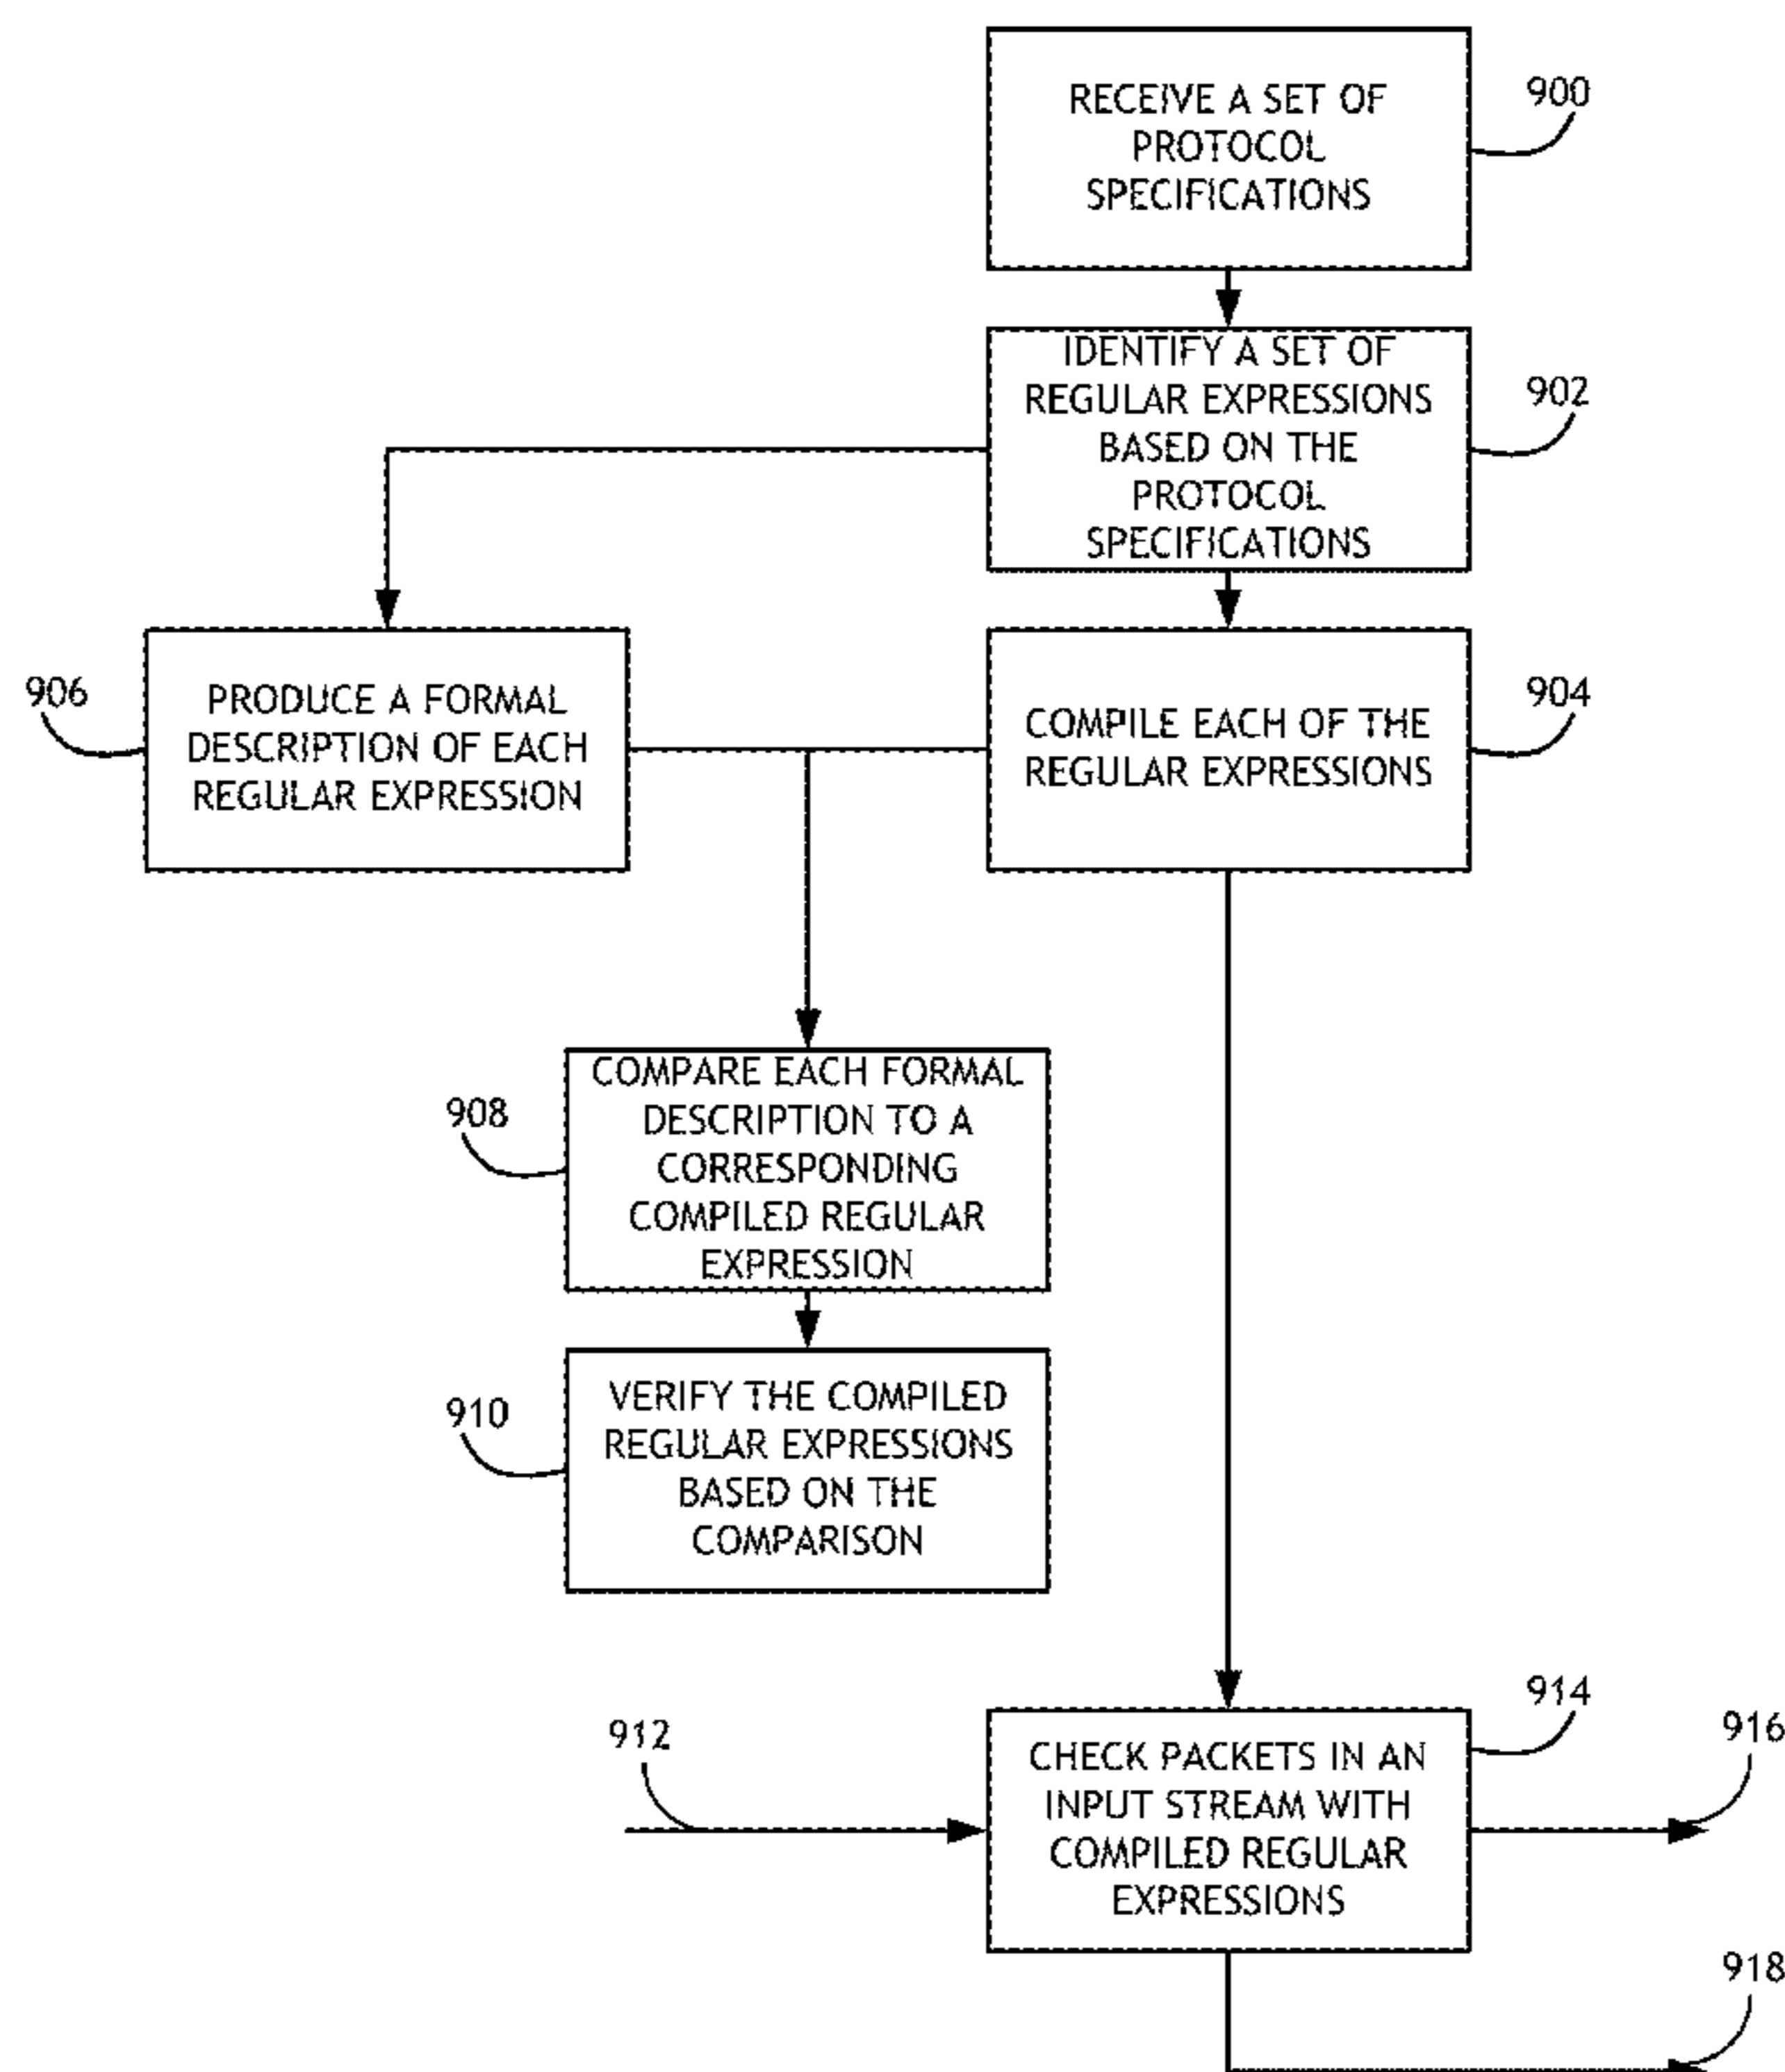 RECEIVE A SET OF
PROTOCOL
SPECIFICATIONS
900
IDENTIFY A SET OF
REGULAR EXPRESSIONS
BASED ON THE
PROTOCOL
SPECIFICATIONS
902
906
PRODUCE A FORMAL
DESCRIPTION OF EACH
REGULAR EXPRESSION
COMPILE EACH OF THE
REGULAR EXPRESSIONS
904
908
COMPARE EACH FORMAL
DESCRIPTION TO A
CORRESPONDING
COMPILED REGULAR
EXPRESSION
910
VERIFY THE COMPILED
REGULAR EXPRESSIONS
BASED ON THE
COMPARISON
912
CHECK PACKETS IN AN
INPUT STREAM WITH
COMPILED REGULAR
EXPRESSIONS
914
916
918